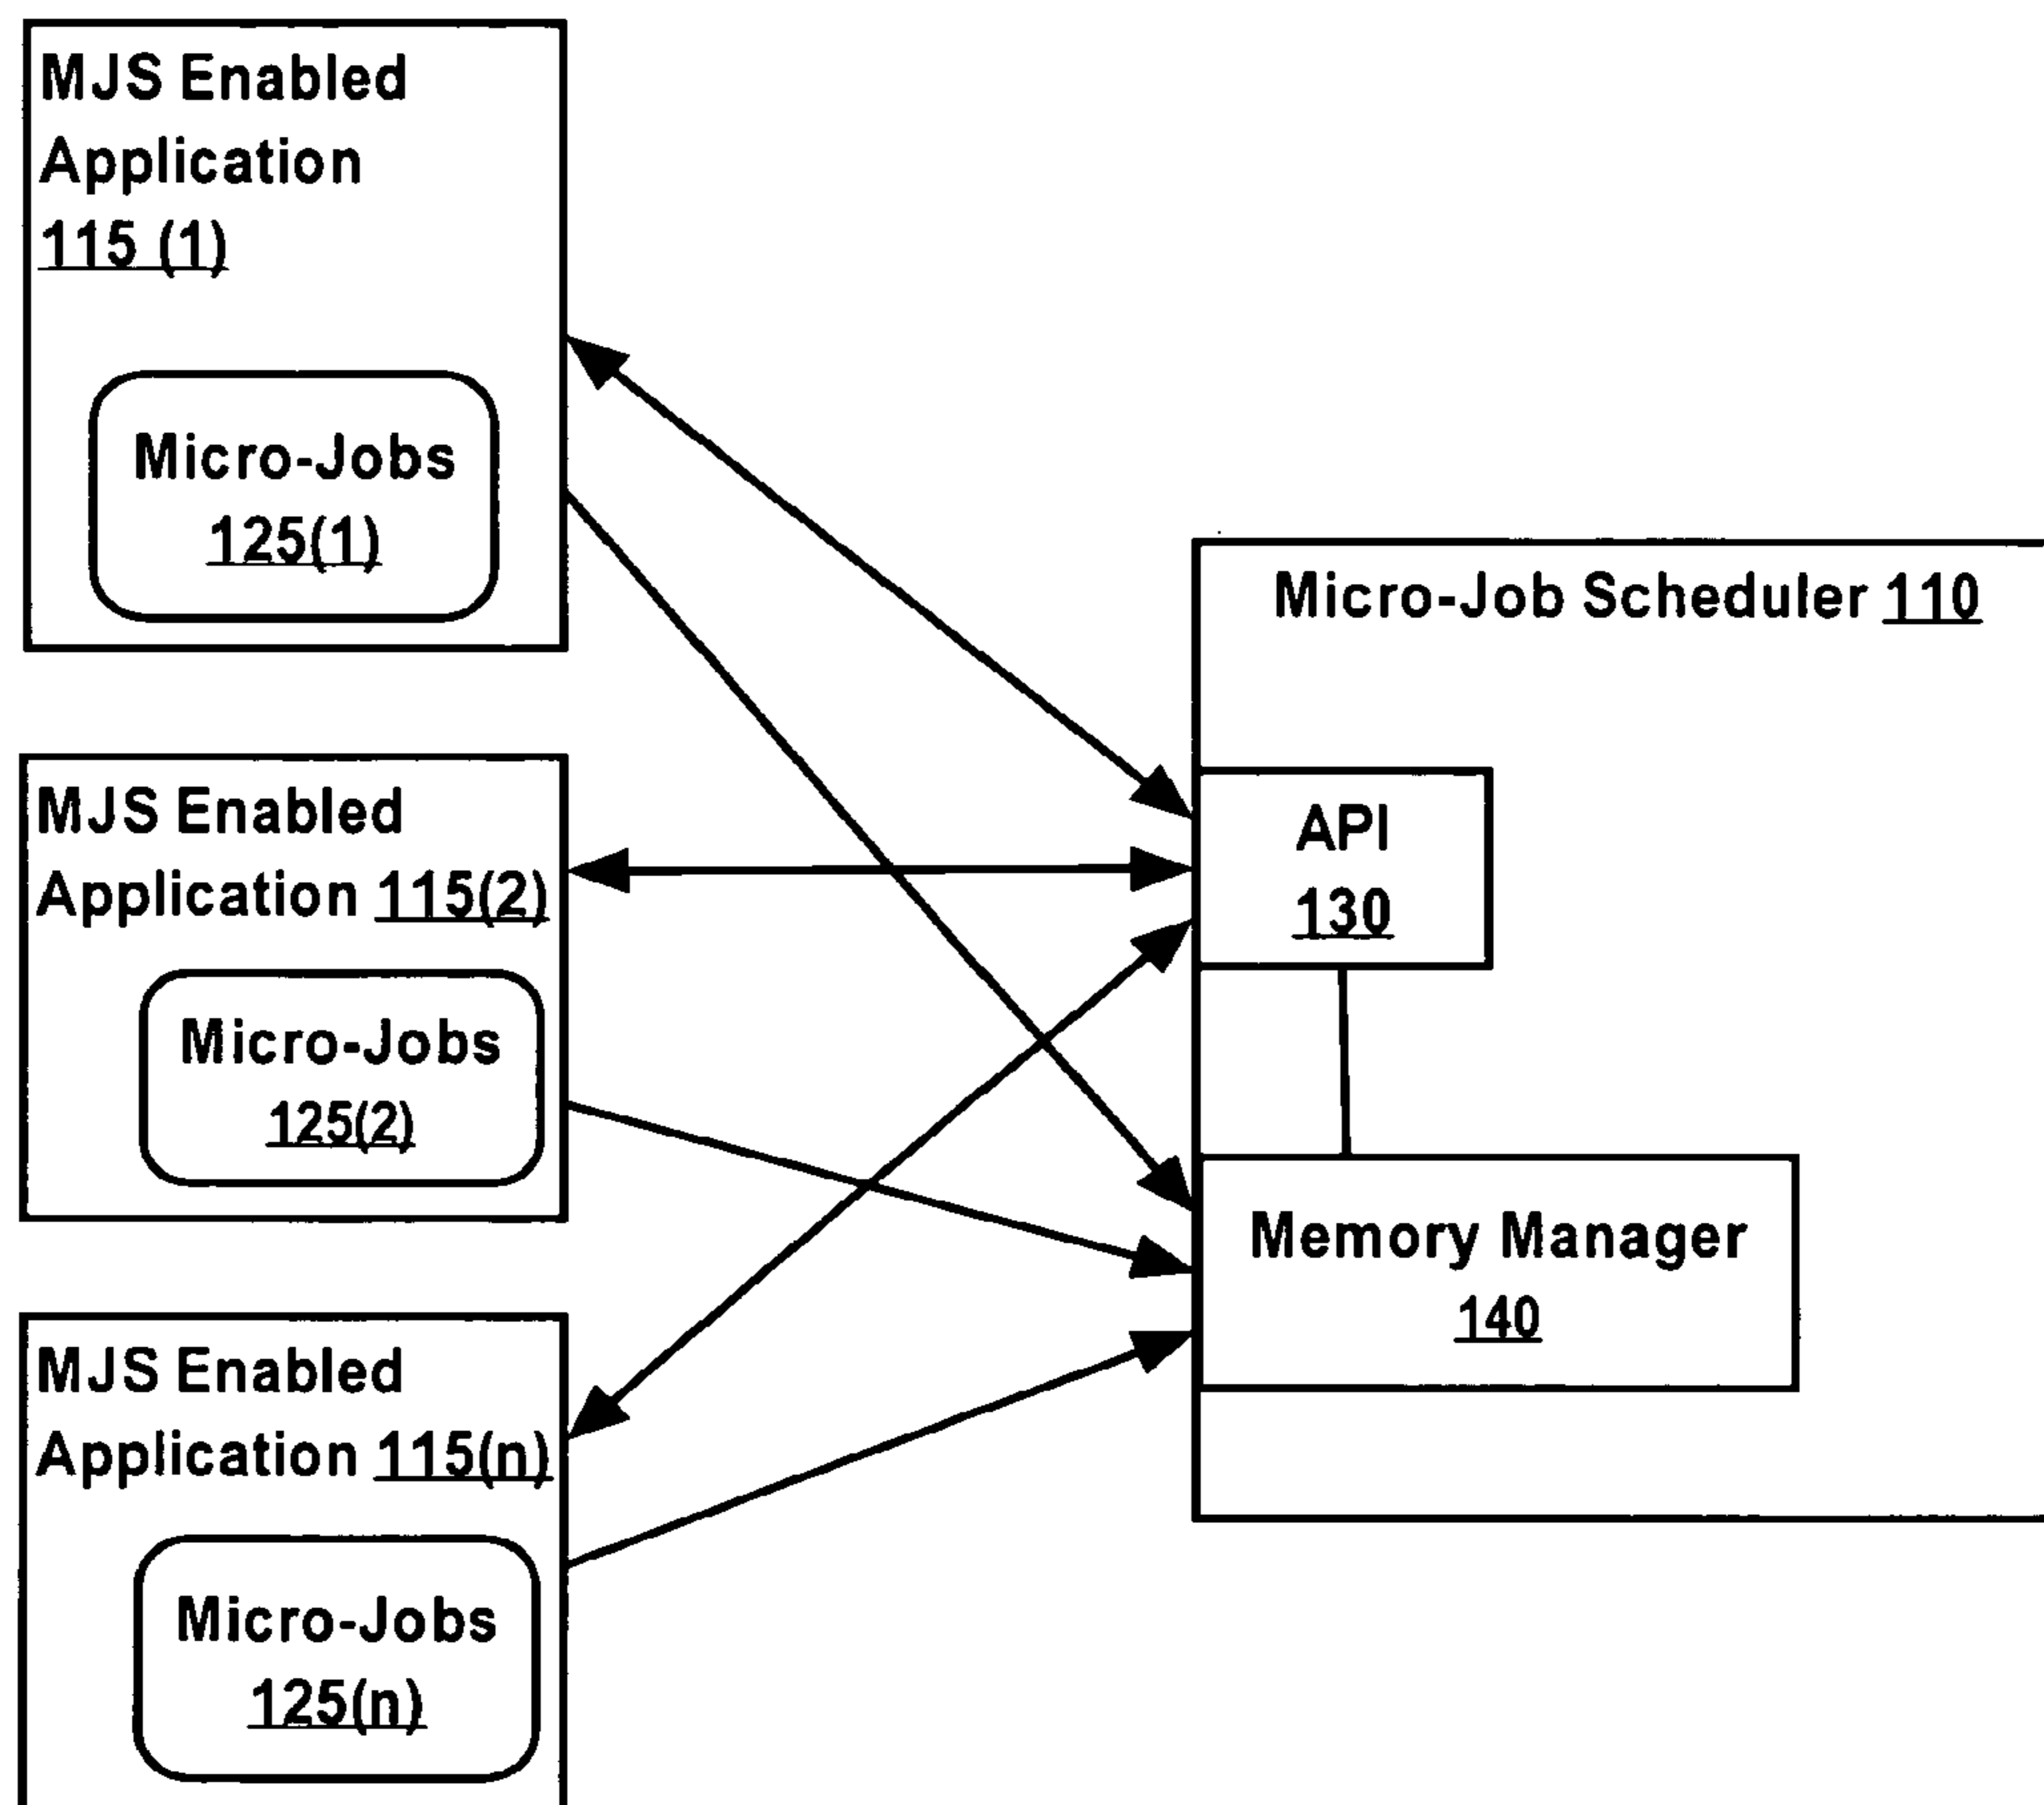 MJS Enabled
Application
115 (1)
Micro-Jobs
125(1)
MJS Enabled
Application 115(2)
Micro-Jobs
125(2)
MJS Enabled
Application 115(n)
Micro-Jobs
125(n)
Micro-Job Scheduler 110
API
130
Memory Manager
140